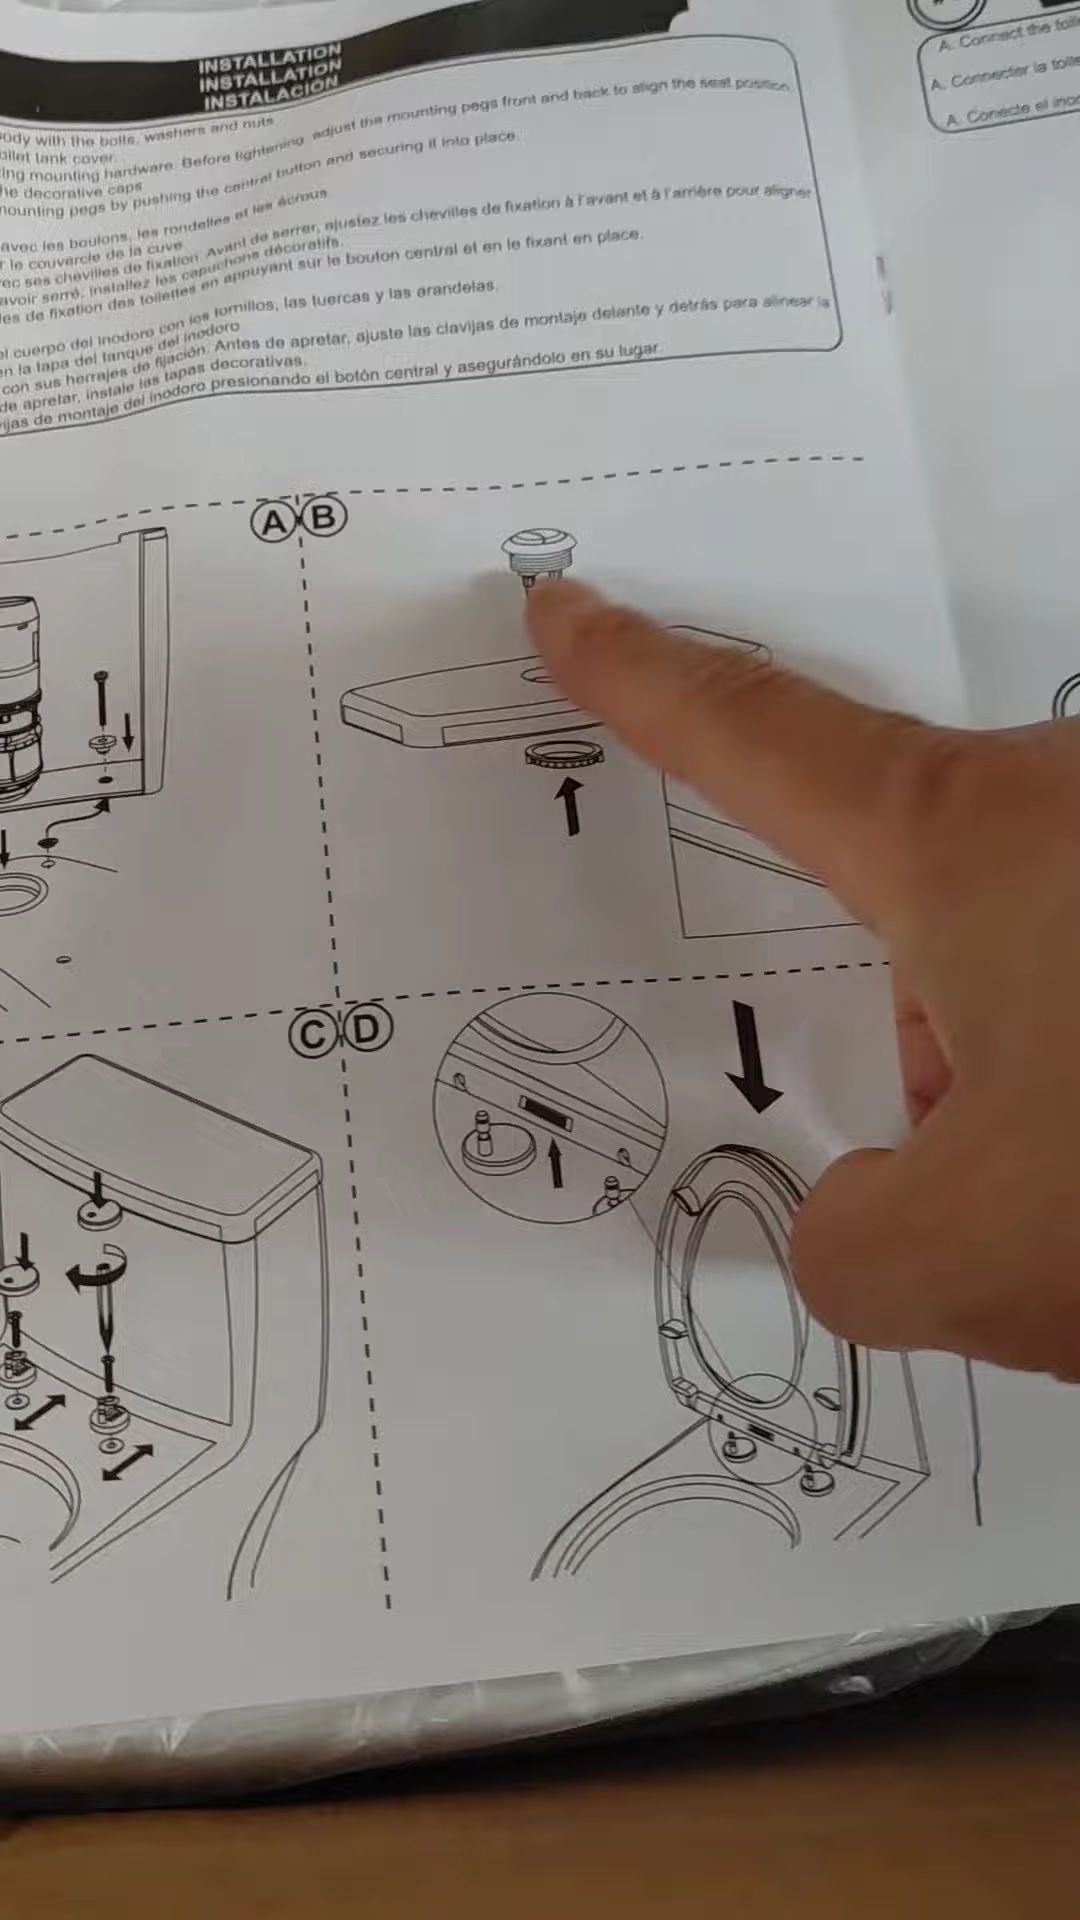 INSTALLATION
INSTALLATION
INSTALACIÓN
body with the bolts, washers and nuts
toilet tank cover.
mounting hardware. Before tightening, adjust the mounting pegs front and back to align the seat position.
the decorative caps
mounting pegs by pushing the central button and securing it into place.
avec les boulons, les rondelles et les écrous
r le couvercle de la cuve
ec ses chevilles de fixation. Avant de serrer, ajustez les chevilles de fixation à l'avant et à l'arrière pour aligner
avoir serré, installez les capuchons décoratifs.
les de fixation des toilettes en appuyant sur le bouton central et en le fixant en place.
el cuerpo del inodoro con los tornillos, las tuercas y las arandelas.
en la tapa del tanque del inodoro
con sus herrajes de fijación. Antes de apretar, ajuste las clavijas de montaje delante y detrás para alinear la
de apretar, instale las tapas decorativas.
ijas de montaje del inodoro presionando el botón central y asegurándolo en su lugar.
A. Connect the toile
A. Connecter la toile
A. Conecte el inod
A B
C D